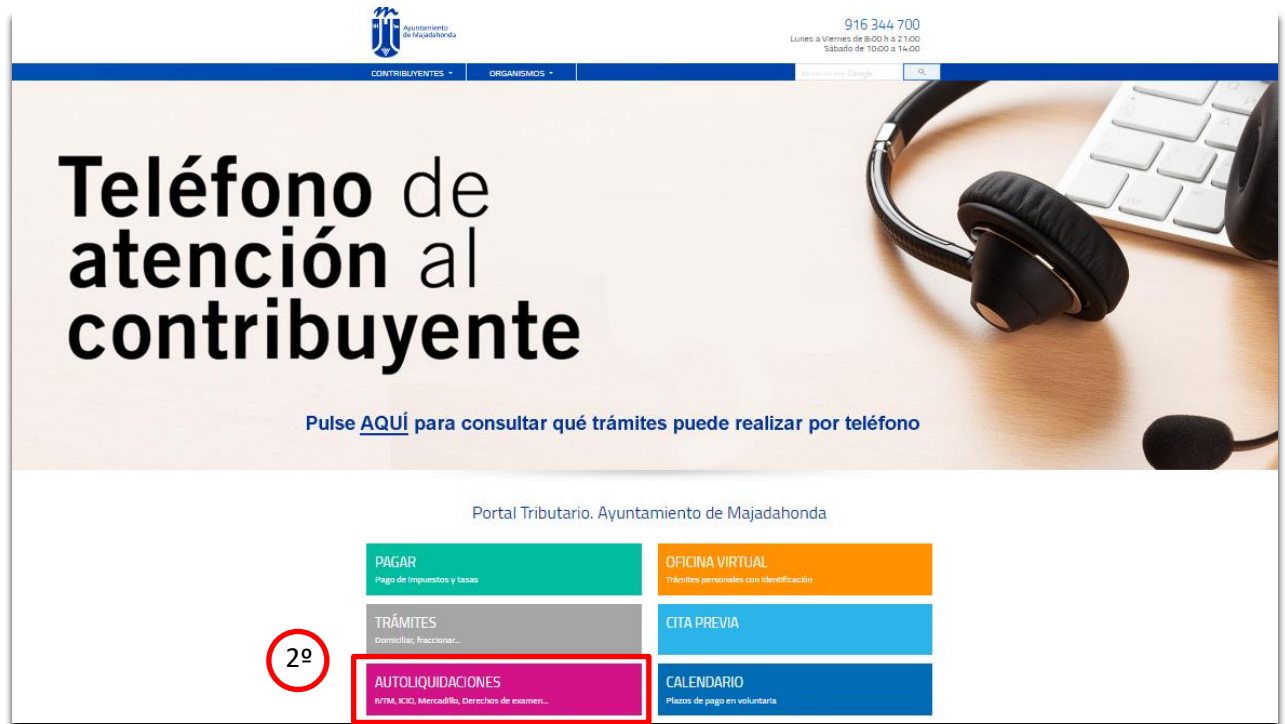 Ayuntamiento
de Majadahonda
916 344 700
Lunes a Viernes de 8:00 h a 21:00
Sábado de 10:00 a 14:00
CONTRIBUYENTES
ORGANISMOS
Teléfono de
atención al
contribuyente
Pulse AQUÍ para consultar qué trámites puede realizar por teléfono
Portal Tributario. Ayuntamiento de Majadahonda
PAGAR
Pago de impuestos y tasas
OFICINA VIRTUAL
Trámites personales con identificación
TRÁMITES
Domiciliar, fraccionar...
CITA PREVIA
2º
AUTOLIQUIDACIONES
IVTM, ICIO, Mercadillo, Derechos de examen...
CALENDARIO
Plazos de pago en voluntaria